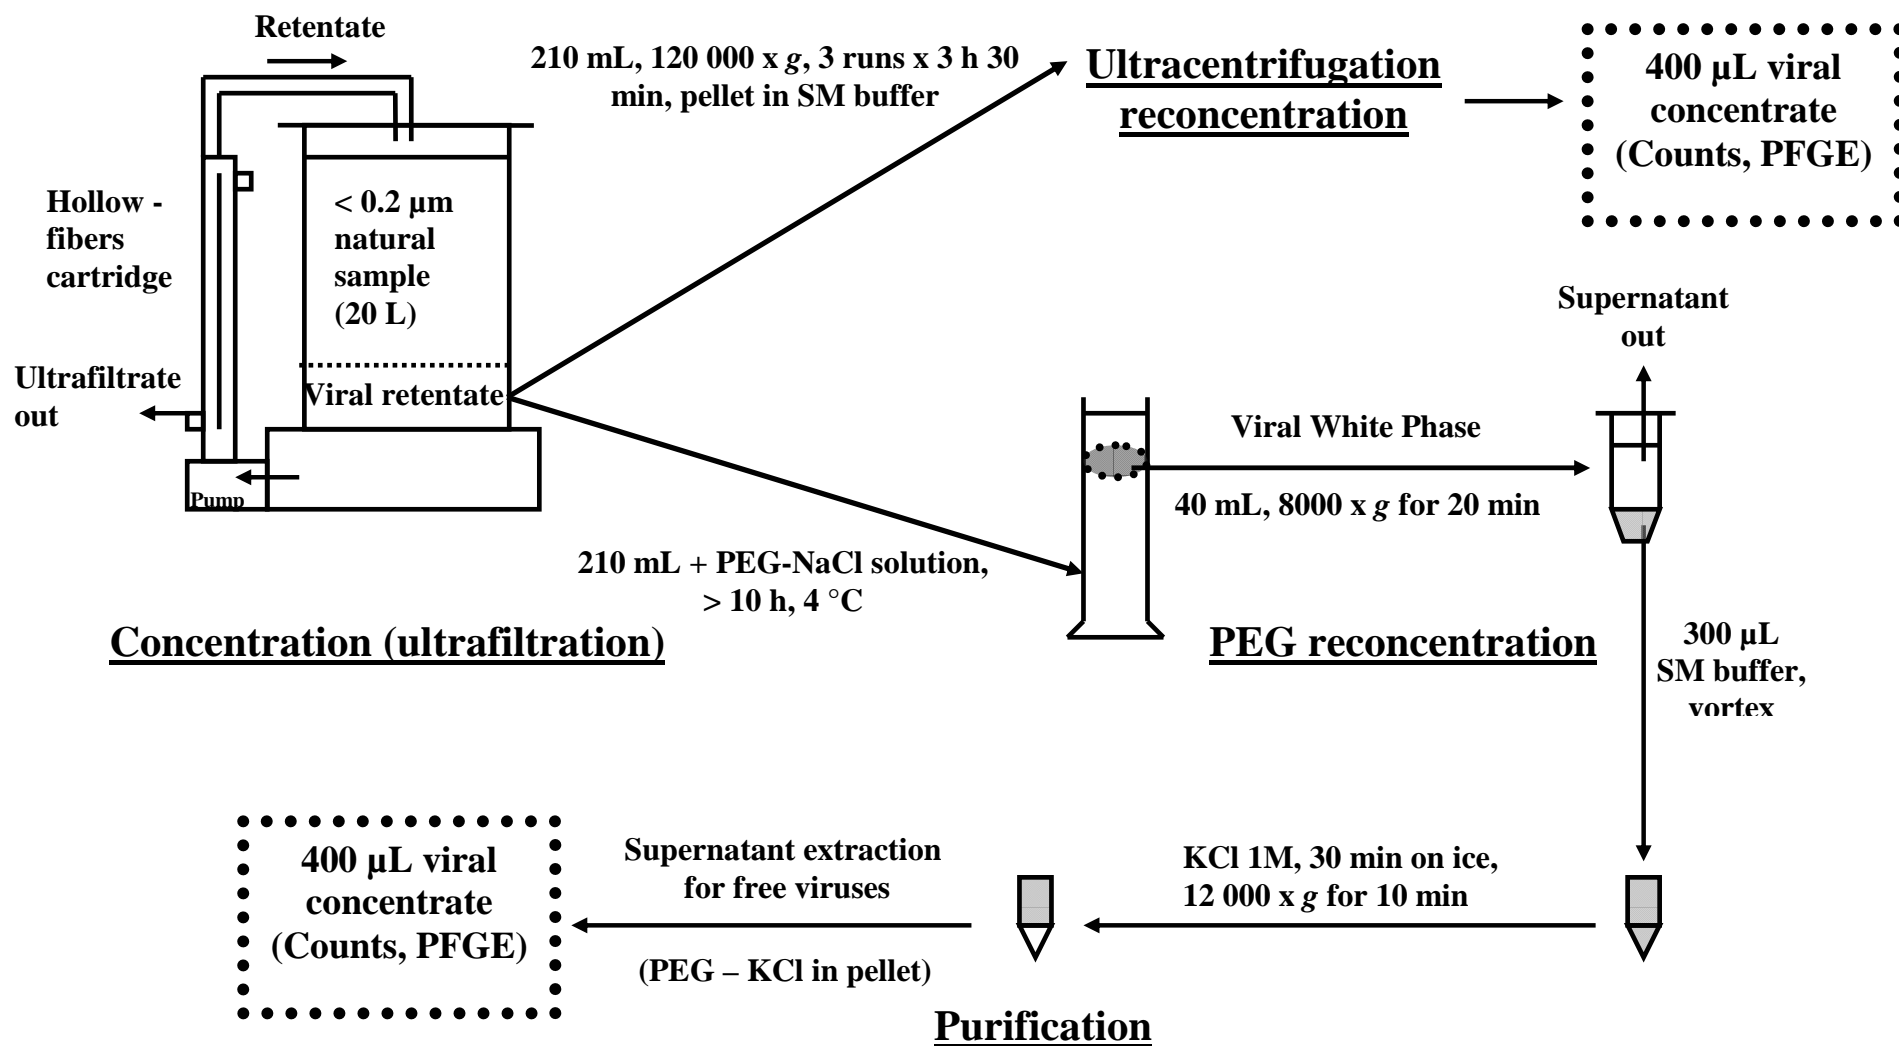 Retentate
210 mL, 120 000 x g, 3 runs x 3 h 30
min, pellet in SM buffer
Ultracentrifugation
reconcentration
400 µL viral
concentrate
(Counts, PFGE)
Hollow -
fibers
cartridge
< 0.2 µm
natural
sample
(20 L)
Ultrafiltrate
out
Viral retentate
Pump
Supernatant
out
Viral White Phase
40 mL, 8000 x g for 20 min
210 mL + PEG-NaCl solution,
> 10 h, 4 °C
Concentration (ultrafiltration)
PEG reconcentration
300 µL
SM buffer,
vortex
400 µL viral
concentrate
(Counts, PFGE)
Supernatant extraction
for free viruses
(PEG – KCl in pellet)
KCl 1M, 30 min on ice,
12 000 x g for 10 min
Purification